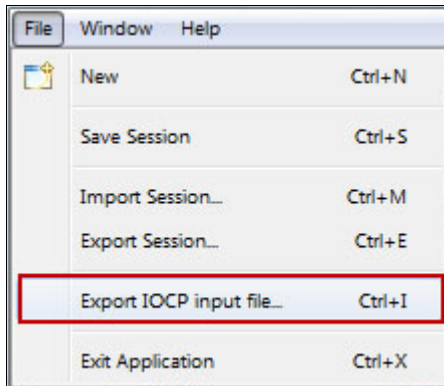 File Window Help
New Ctrl+N
Save Session Ctrl+S
Import Session... Ctrl+M
Export Session... Ctrl+E
Export IOCP input file... Ctrl+I
Exit Application Ctrl+X